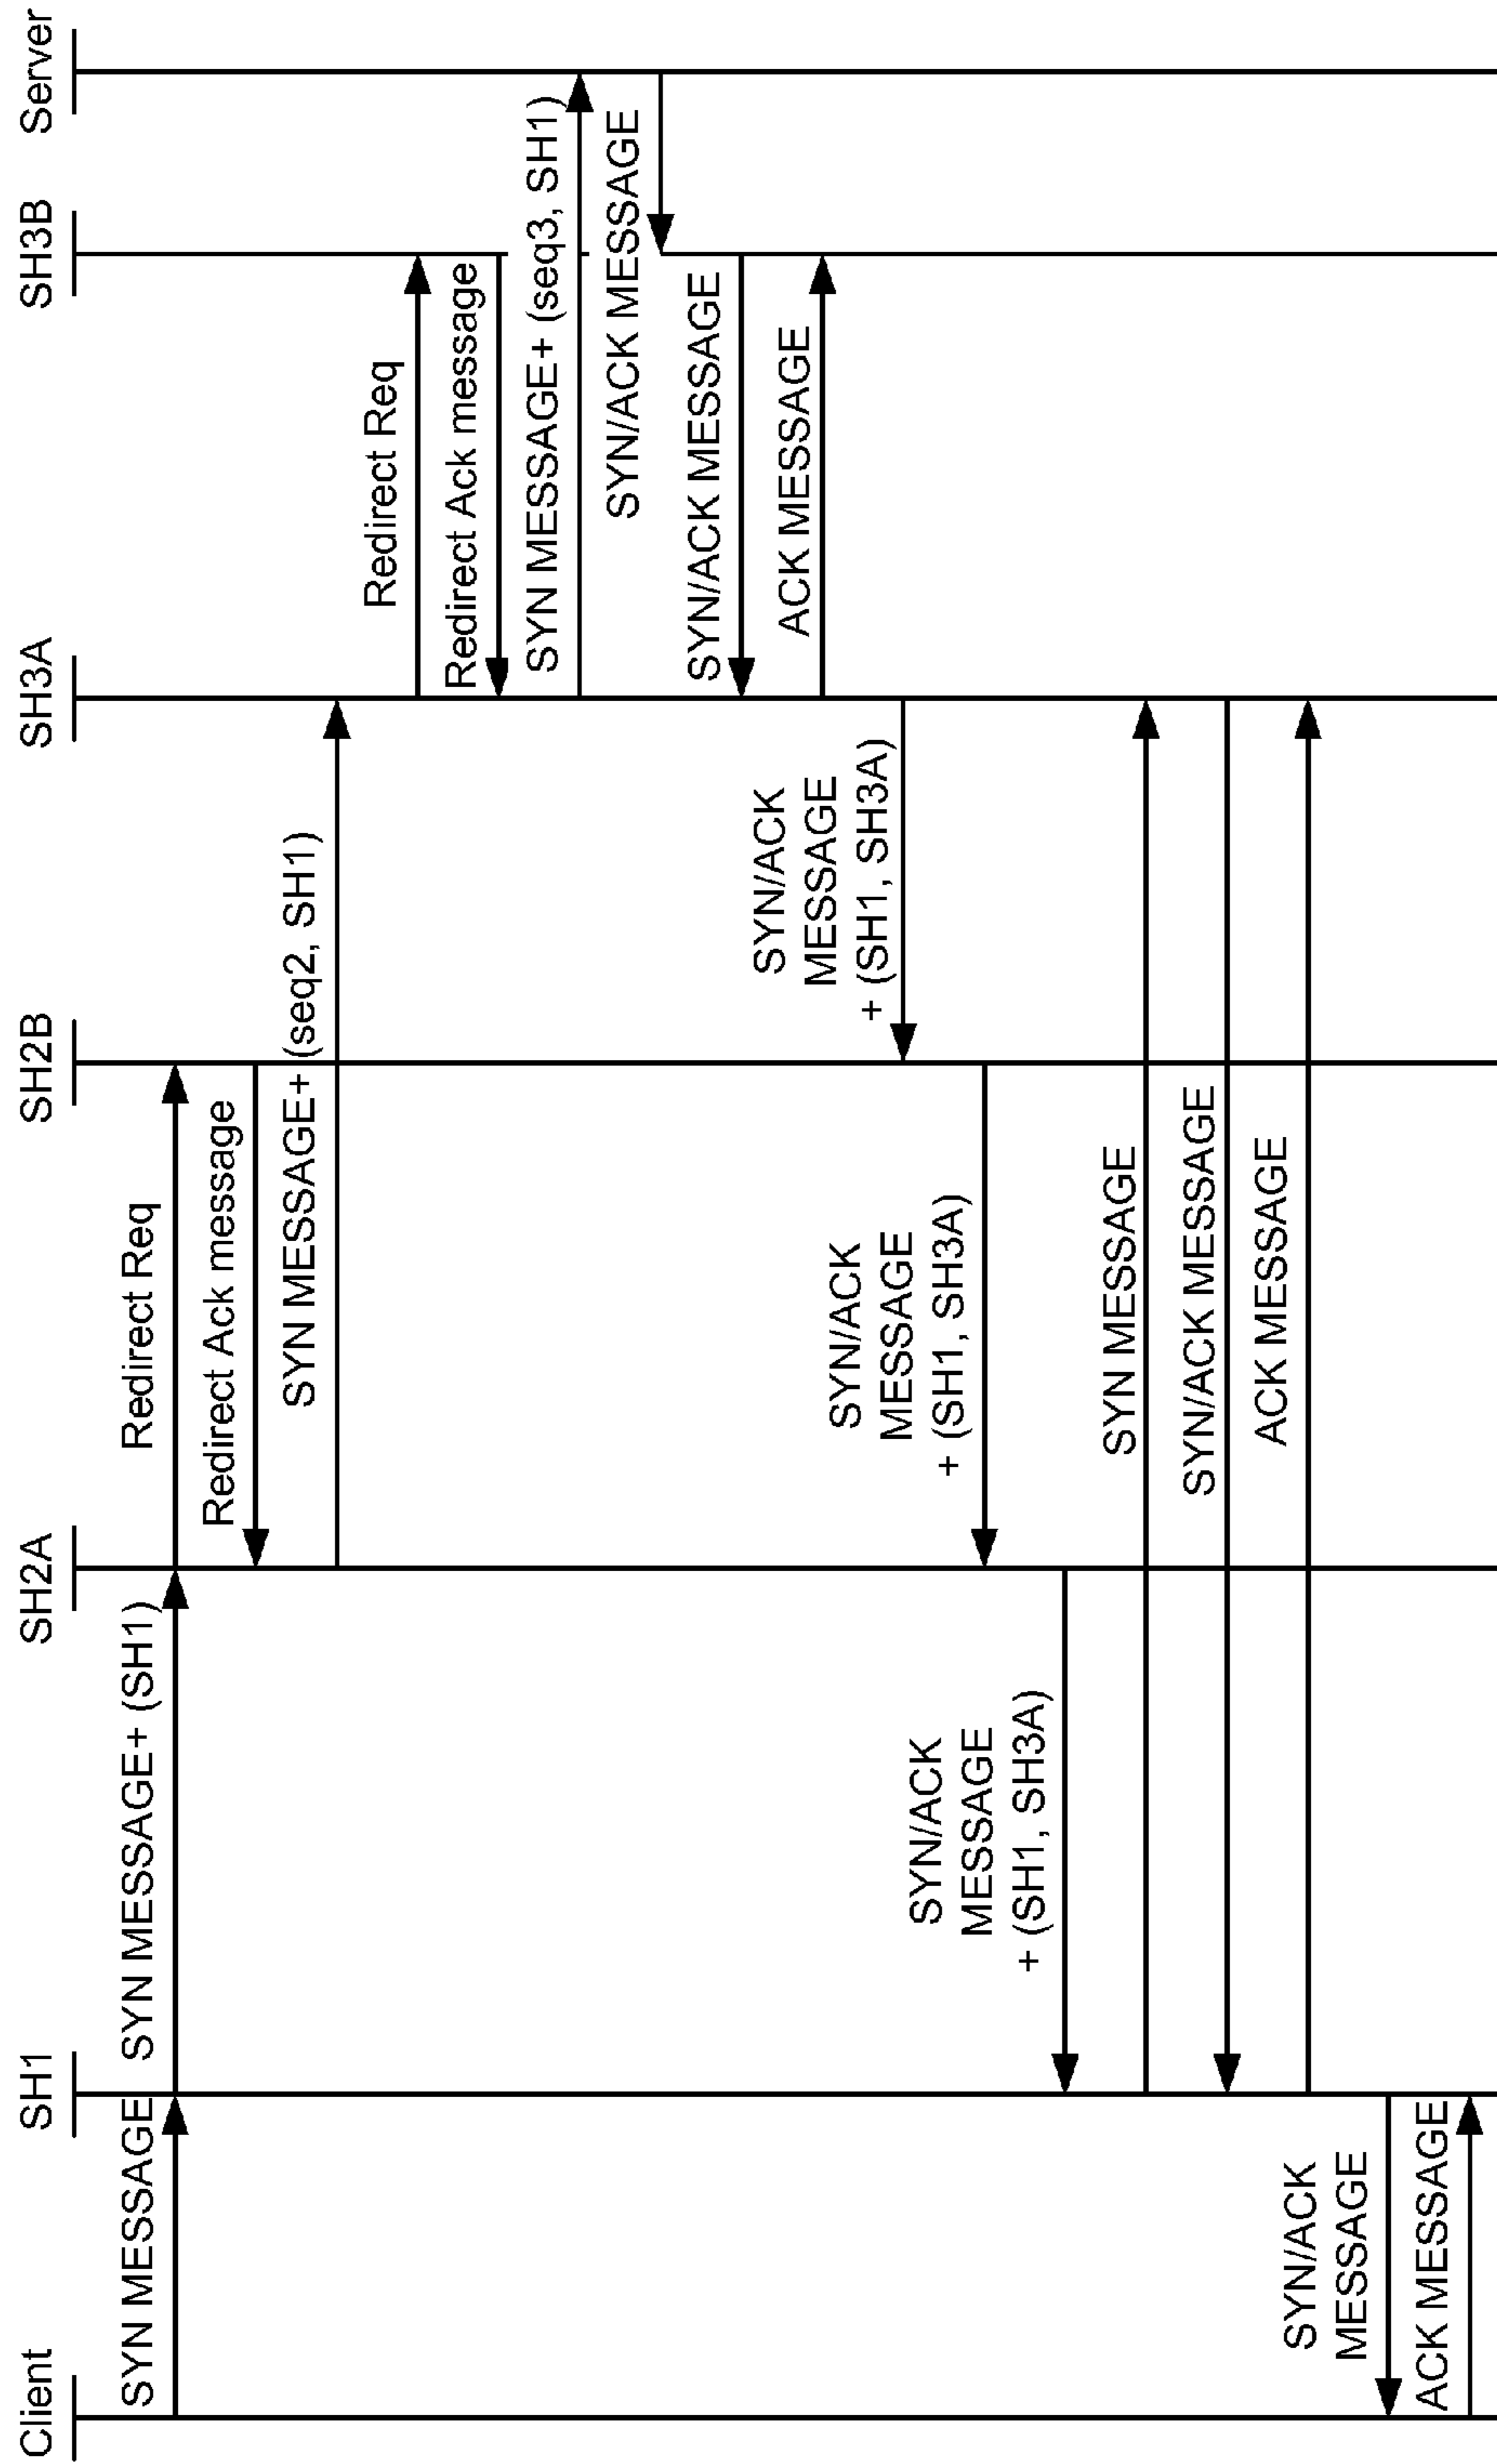 Client
SH1
SH2A
SH2B
SH3A
SH3B
Server
SYN MESSAGE
SYN MESSAGE+ (SH1)
Redirect Req
Redirect Ack message
SYN MESSAGE+ (seq2, SH1)
Redirect Req
Redirect Ack message
SYN MESSAGE+ (seq3, SH1)
SYN/ACK MESSAGE
SYN/ACK MESSAGE
ACK MESSAGE
SYN/ACK
MESSAGE
+ (SH1, SH3A)
SYN/ACK
MESSAGE
+ (SH1, SH3A)
SYN/ACK
MESSAGE
+ (SH1, SH3A)
SYN MESSAGE
SYN/ACK MESSAGE
ACK MESSAGE
SYN/ACK
MESSAGE
ACK MESSAGE